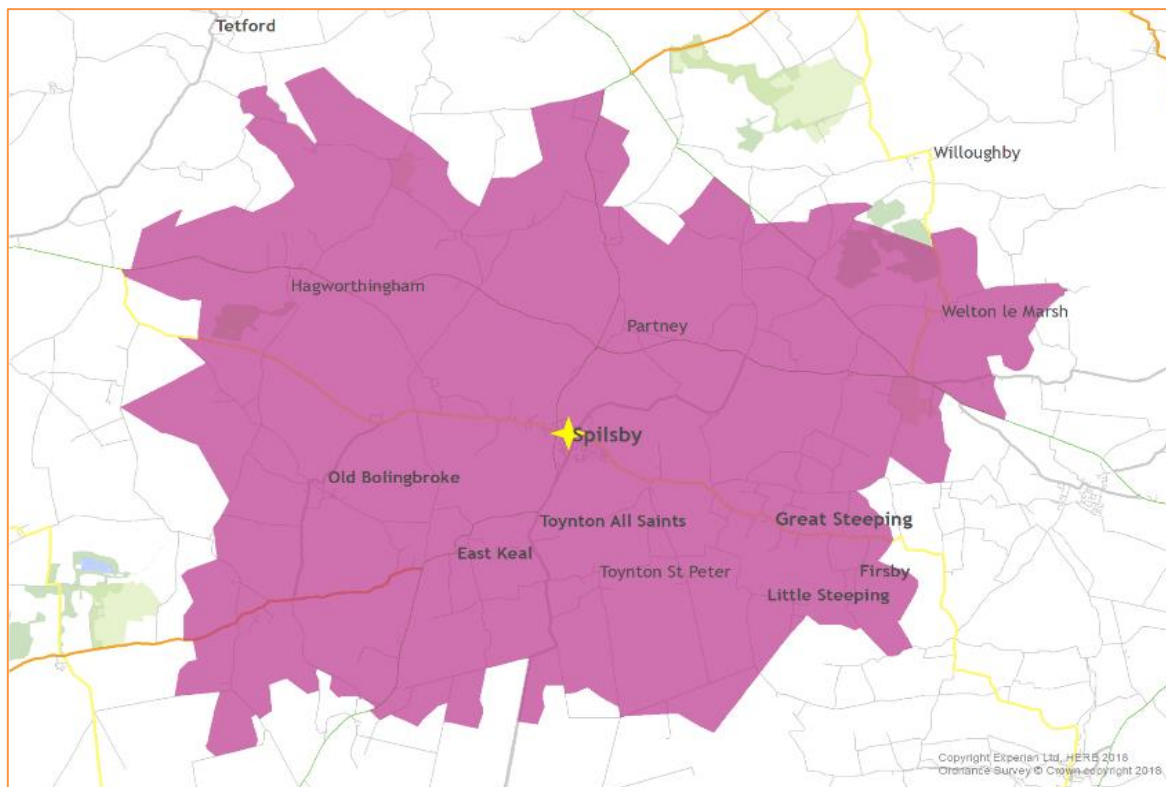 Tetford
Willoughby
Hagworthingham
Welton le Marsh
Partney
Spilsby
Old Bolingbroke
Toynton All Saints
Great Steeping
East Keal
Toynton St Peter
Firsby
Little Steeping
Copyright Experian Ltd, HERE 2018
Ordnance Survey © Crown copyright 2018